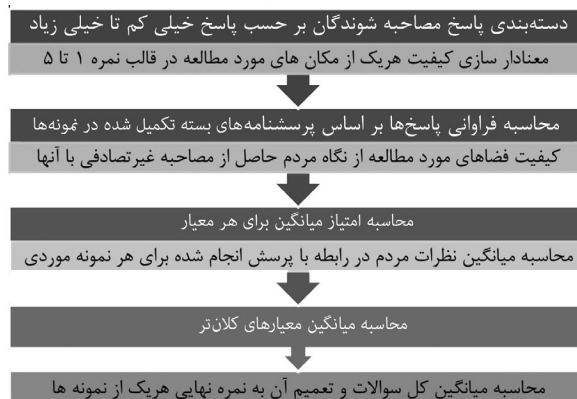 دسته‌بندی پاسخ مصاحبه شوندگان بر حسب پاسخ خیلی کم تا خیلی زیاد
معنادار سازی کیفیت هریک از مکان های مورد مطالعه در قالب نمره ۱ تا ۵
محاسبه فراوانی پاسخ‌ها بر اساس پرسشنامه‌های بسته تکمیل شده در نمونه‌ها
کیفیت فضاهای مورد مطالعه از نگاه مردم حاصل از مصاحبه غیرتصادفی با آنها
محاسبه امتیاز میانگین برای هر معیار
محاسبه میانگین نظرات مردم در رابطه با پرسش انجام شده برای هر نمونه موردی
محاسبه میانگین معیارهای کلان‌تر
محاسبه میانگین کل سوالات و تعمیم آن به نمره نهایی هریک از نمونه ها